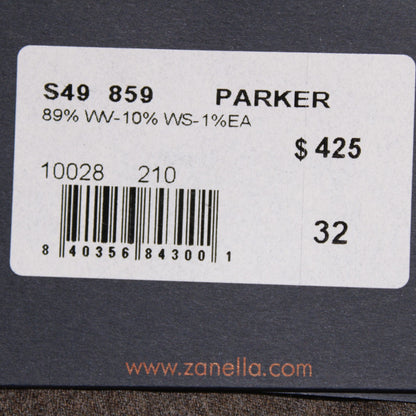 S49 859 PARKER
89% WV-10% WS-1%EA
$ 425
10028 210
32
8 40356 84300 1
www.zanella.com